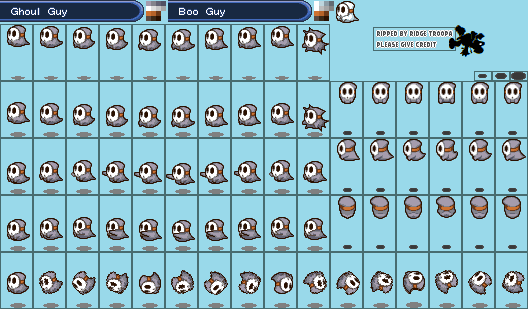 Ghoul Guy
Boo Guy
RIPPED BY RIDGE TROOPA
PLEASE GIVE CREDIT